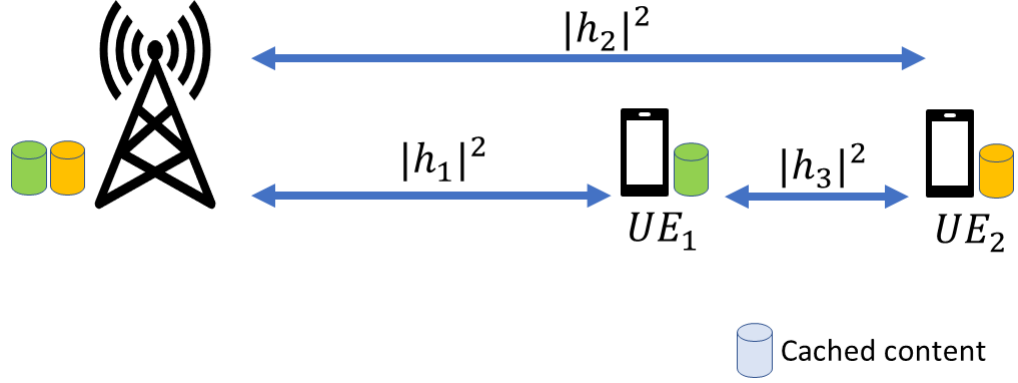 |h₂|²
|h₁|²
|h₃|²
UE₁
UE₂
Cached content